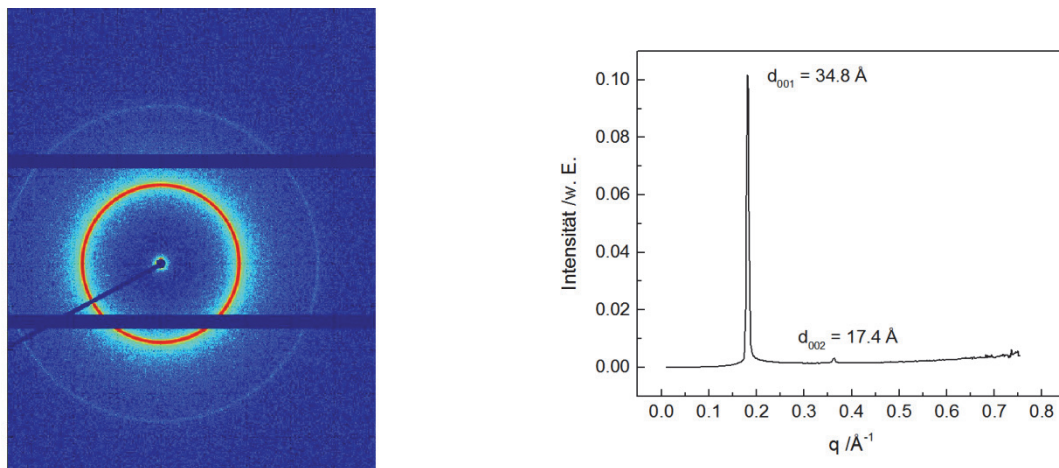 0.10
0.08
0.06
0.04
0.02
0.00
Intensität /w. E.
d₀₀₁ = 34.8 Å
d₀₀₂ = 17.4 Å
0.0 0.1 0.2 0.3 0.4 0.5 0.6 0.7 0.8
q /Å⁻¹